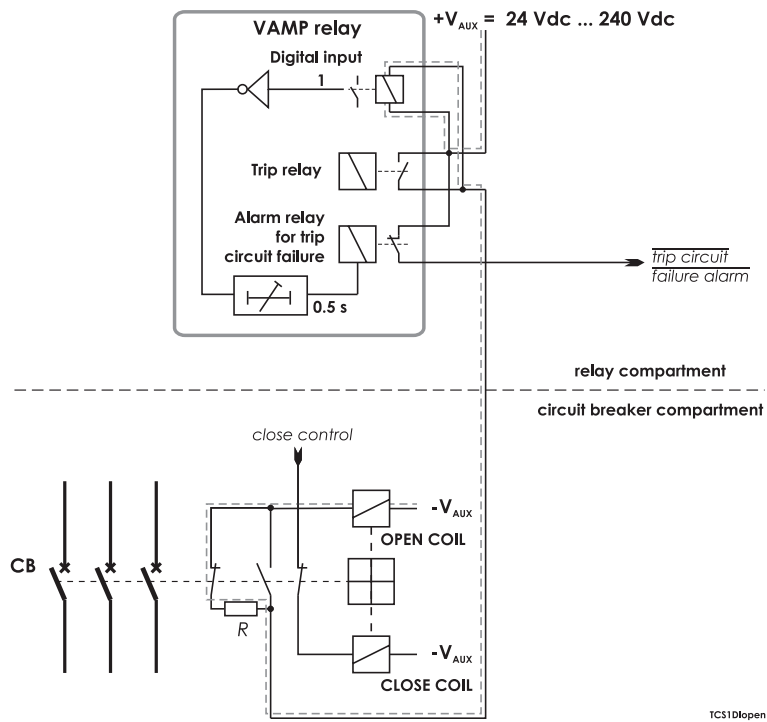 VAMP relay
+VAUX = 24 Vdc ... 240 Vdc
Digital input
1
Trip relay
Alarm relay
for trip
circuit failure
0.5 s
trip circuit
failure alarm
relay compartment
circuit breaker compartment
close control
-VAUX
OPEN COIL
CB
R
-VAUX
CLOSE COIL
TCS1DIopen